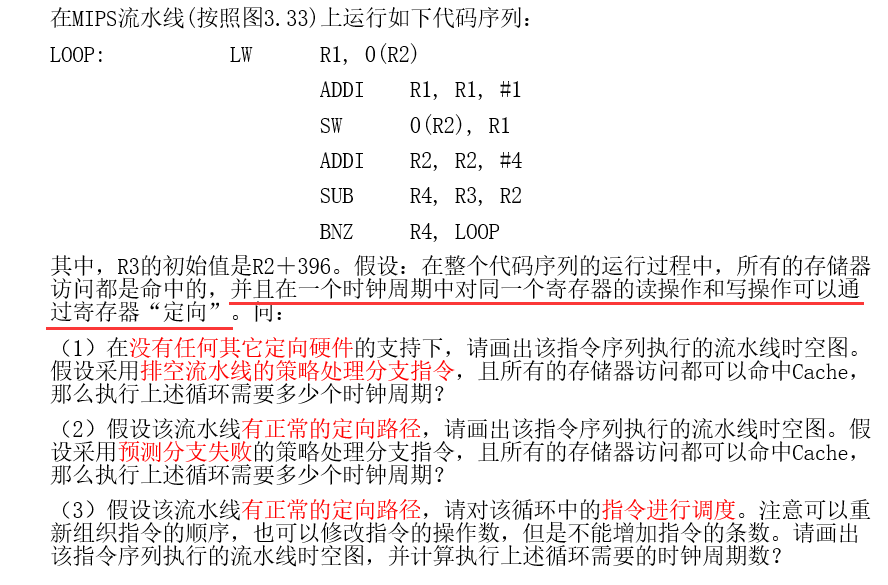 在MIPS流水线(按照图3.33)上运行如下代码序列:
LOOP: LW R1, 0(R2)
ADDI R1, R1, #1
SW 0(R2), R1
ADDI R2, R2, #4
SUB R4, R3, R2
BNZ R4, LOOP
其中，R3的初始值是R2＋396。假设：在整个代码序列的运行过程中，所有的存储器
访问都是命中的，并且在一个时钟周期中对同一个寄存器的读操作和写操作可以通
过寄存器“定向”。问：
（1）在没有任何其它定向硬件的支持下，请画出该指令序列执行的流水线时空图。
假设采用排空流水线的策略处理分支指令，且所有的存储器访问都可以命中Cache，
那么执行上述循环需要多少个时钟周期？
（2）假设该流水线有正常的定向路径，请画出该指令序列执行的流水线时空图。假
设采用预测分支失败的策略处理分支指令，且所有的存储器访问都可以命中Cache，
那么执行上述循环需要多少个时钟周期？
（3）假设该流水线有正常的定向路径，请对该循环中的指令进行调度。注意可以重
新组织指令的顺序，也可以修改指令的操作数，但是不能增加指令的条数。请画出
该指令序列执行的流水线时空图，并计算执行上述循环需要的时钟周期数？